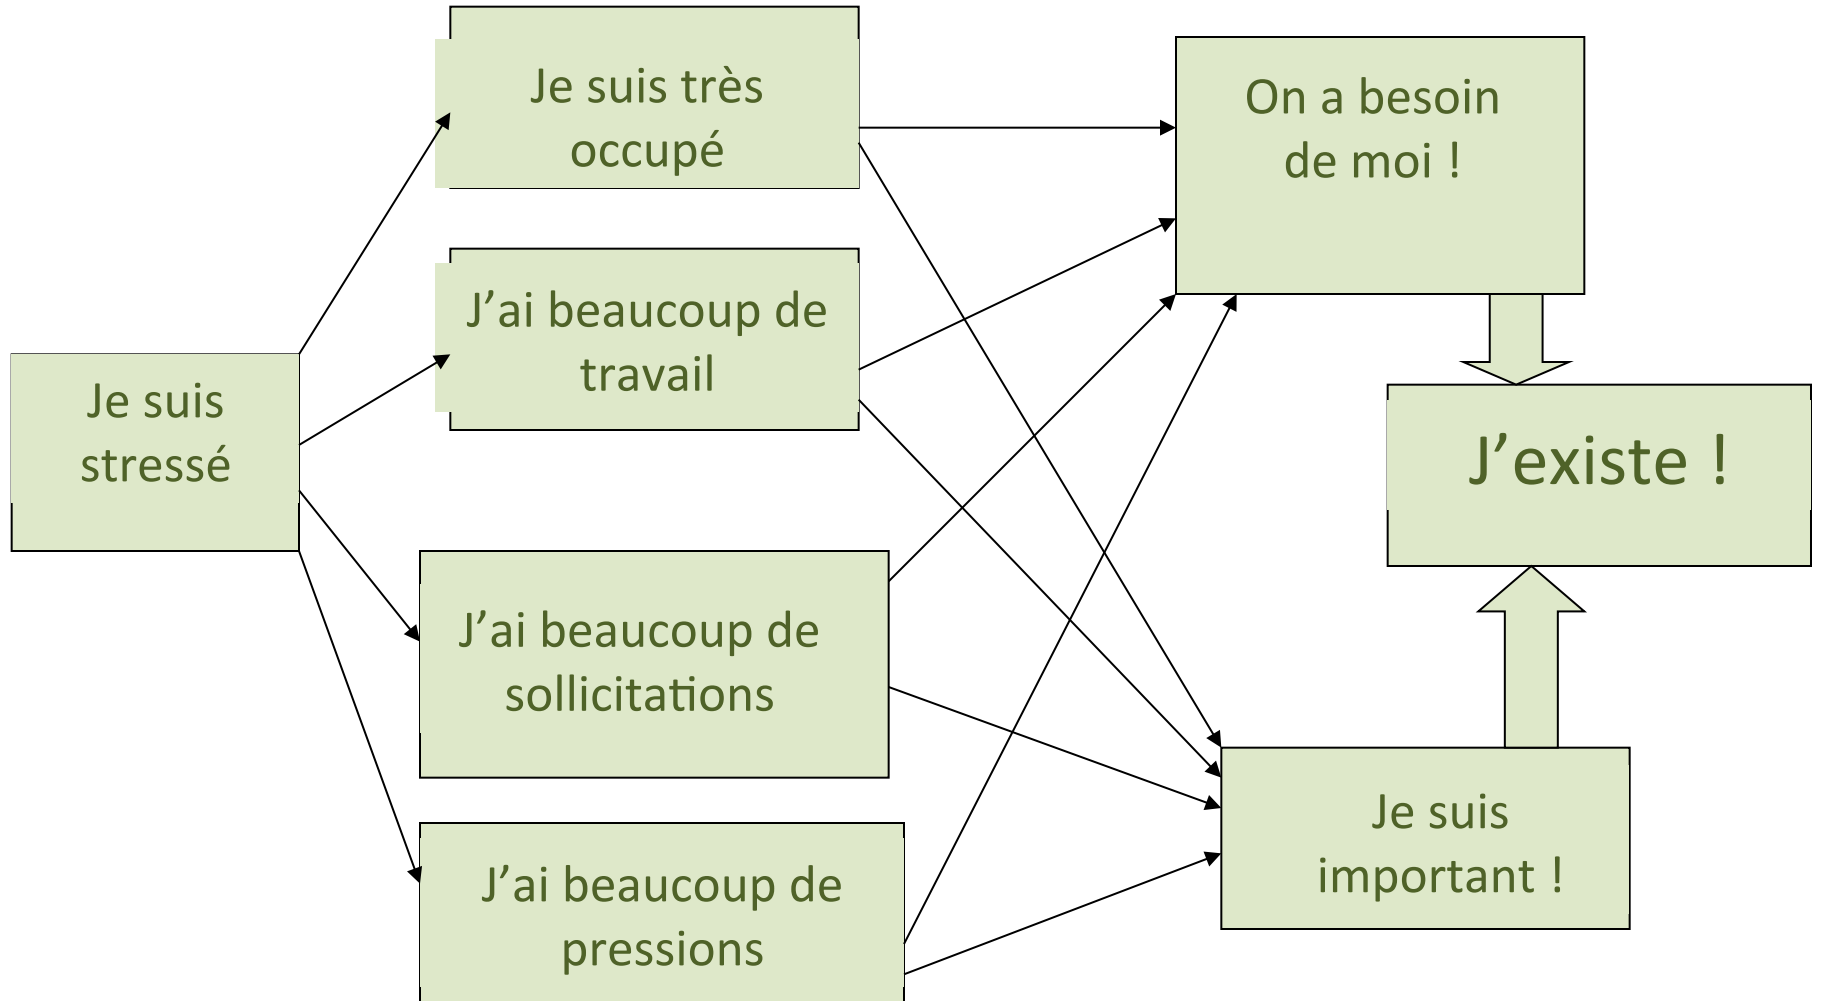 Je suis très
occupé
On a besoin
de moi !
J’ai beaucoup de
travail
Je suis
stressé
J’existe !
J’ai beaucoup de
sollicitations
Je suis
important !
J’ai beaucoup de
pressions